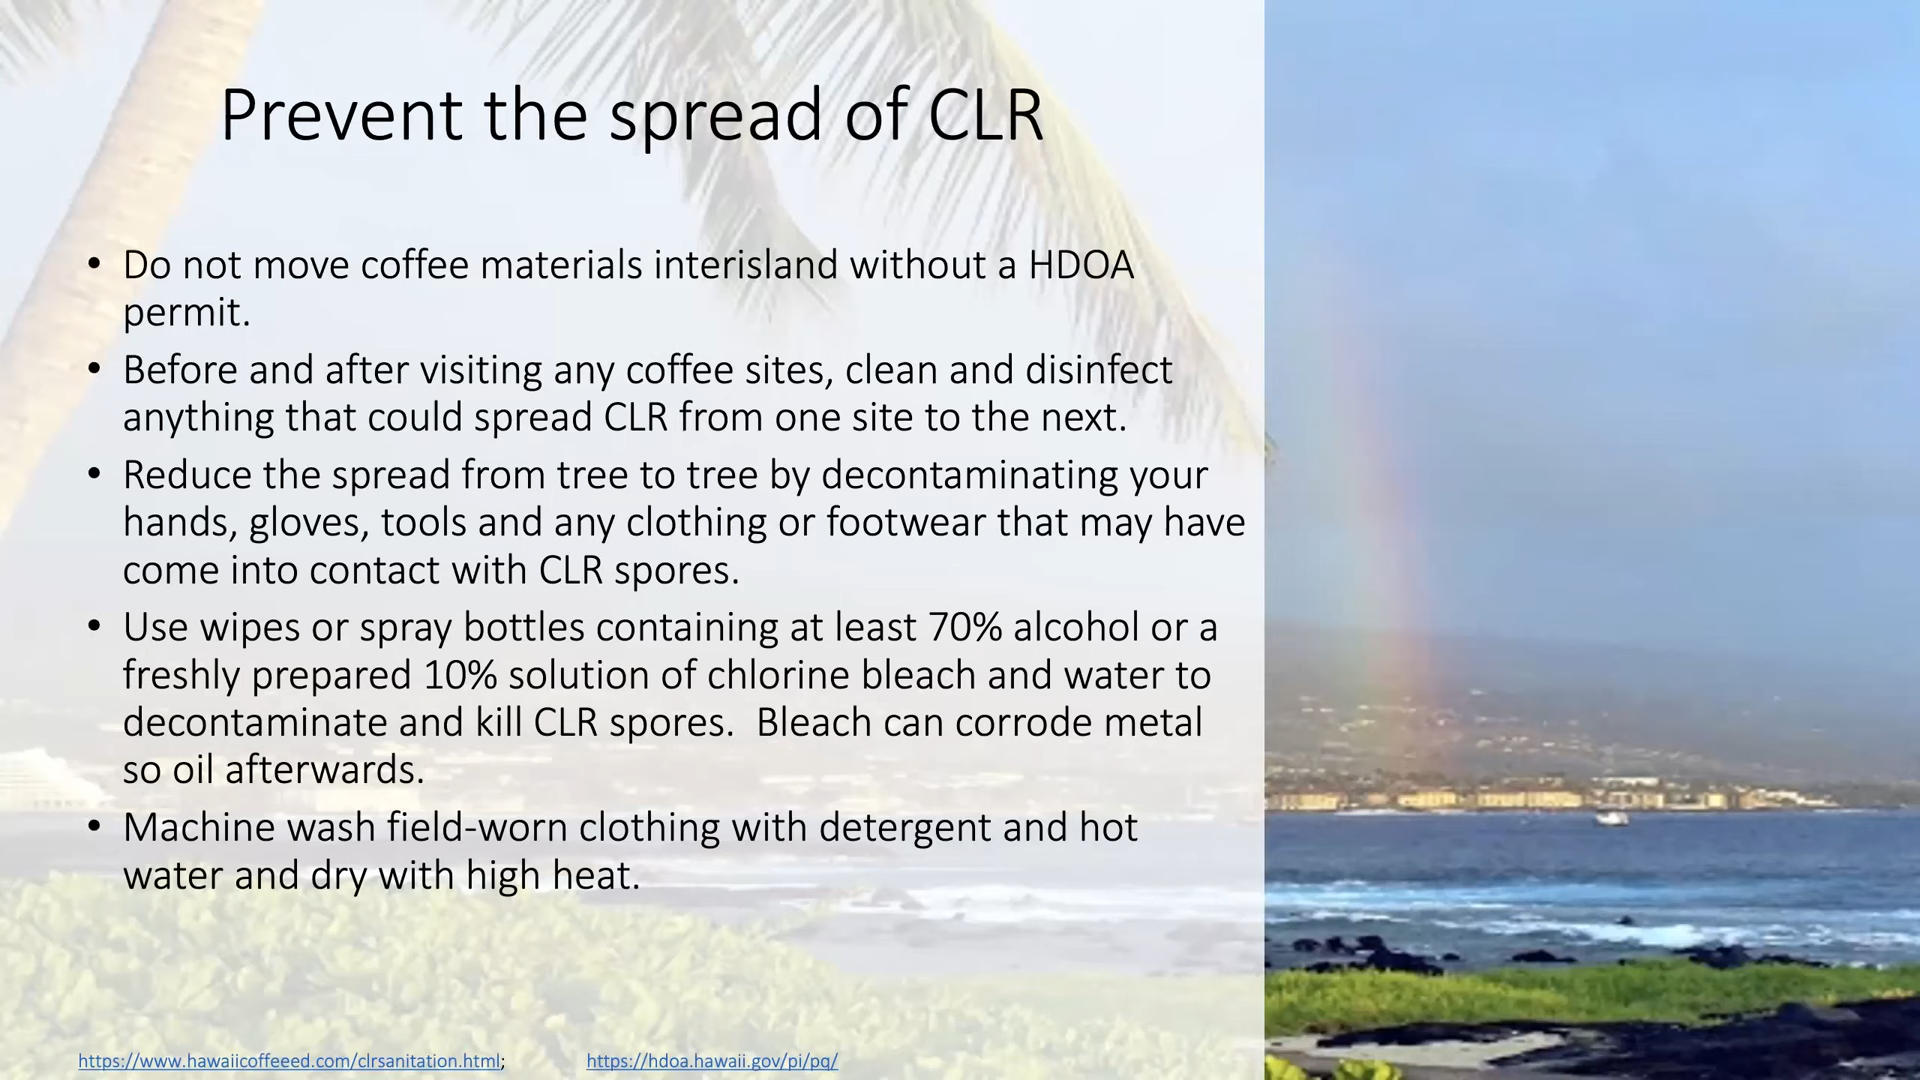 Prevent the spread of CLR
• Do not move coffee materials interisland without a HDOA
permit.
• Before and after visiting any coffee sites, clean and disinfect
anything that could spread CLR from one site to the next.
• Reduce the spread from tree to tree by decontaminating your
hands, gloves, tools and any clothing or footwear that may have
come into contact with CLR spores.
• Use wipes or spray bottles containing at least 70% alcohol or a
freshly prepared 10% solution of chlorine bleach and water to
decontaminate and kill CLR spores.  Bleach can corrode metal
so oil afterwards.
• Machine wash field-worn clothing with detergent and hot
water and dry with high heat.
https://www.hawaiicoffeeed.com/clrsanitation.html; https://hdoa.hawaii.gov/pi/pq/